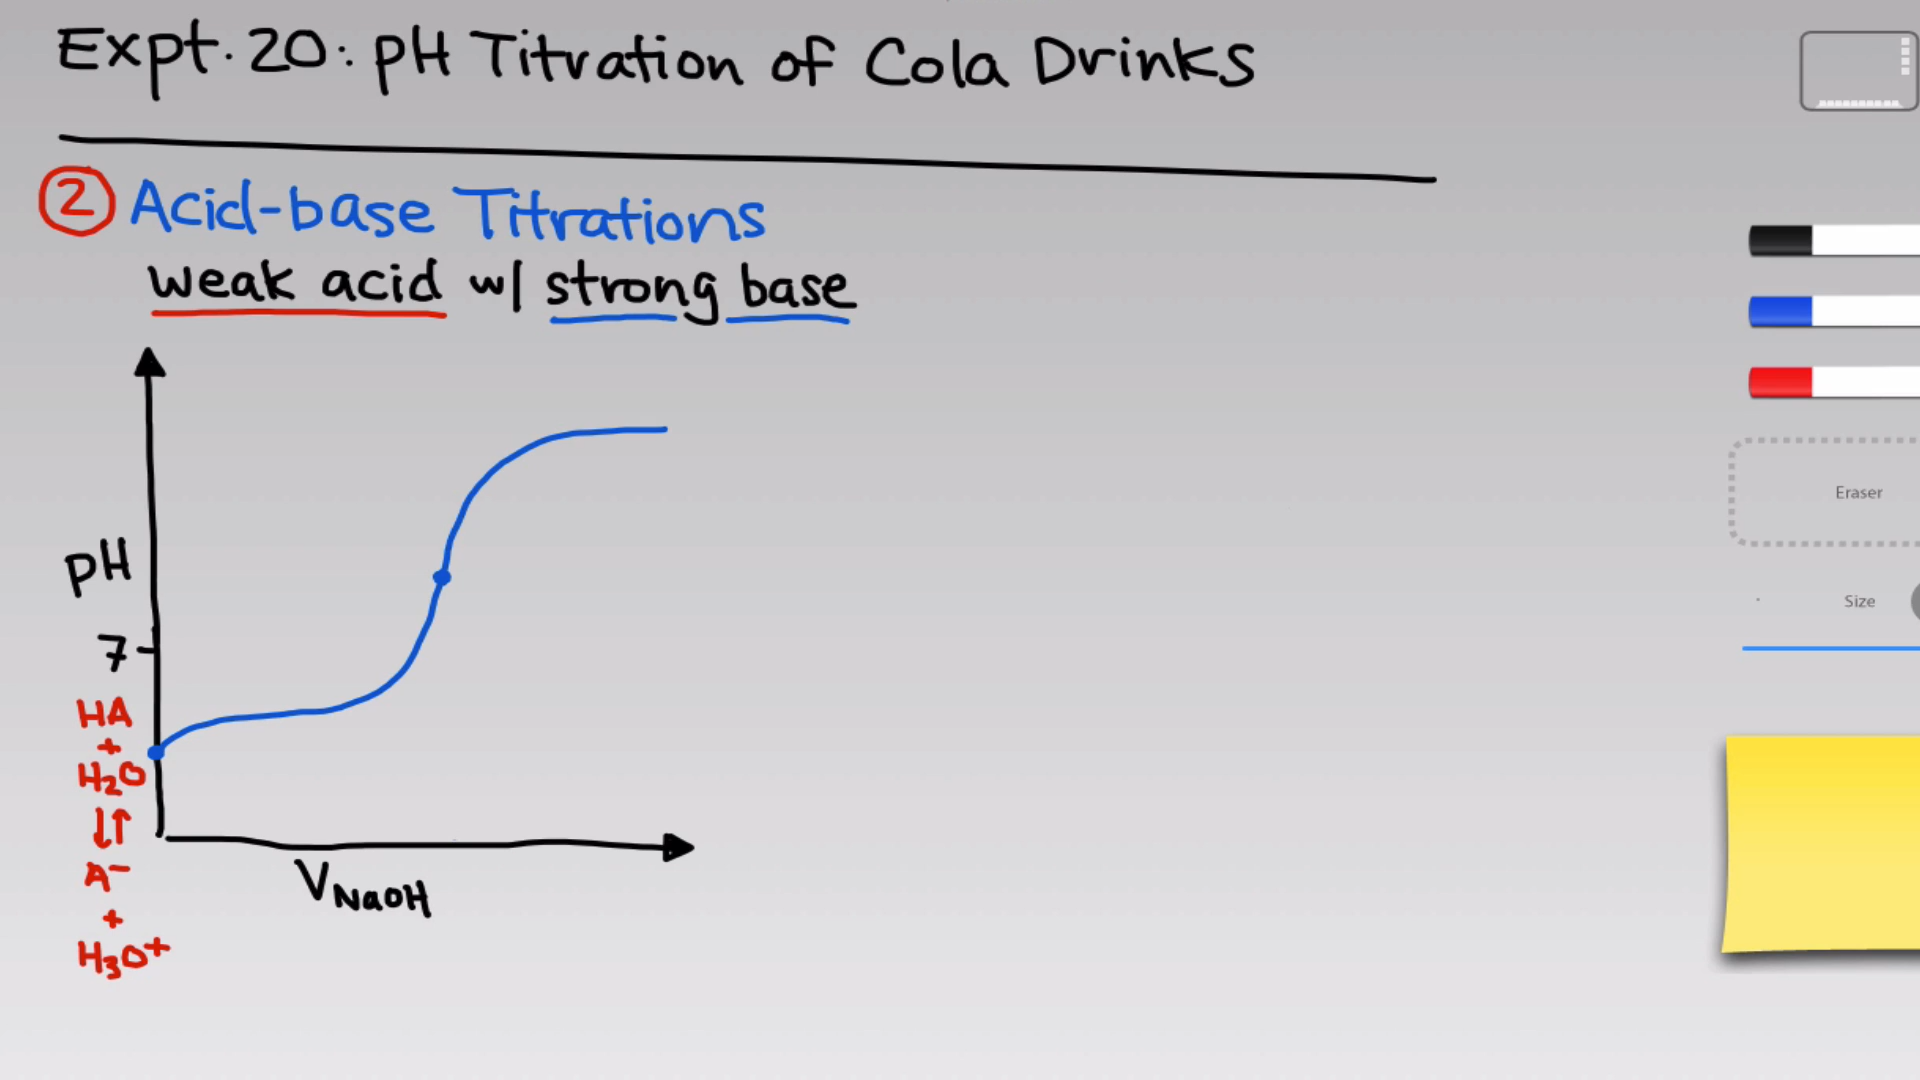 Expt. 20: pH Titration of Cola Drinks
② Acid-base Titrations
weak acid w/ strong base
pH
7
HA
+
H₂O
⇃↾
A⁻
+
H₃O⁺
V NaOH
Eraser
Size